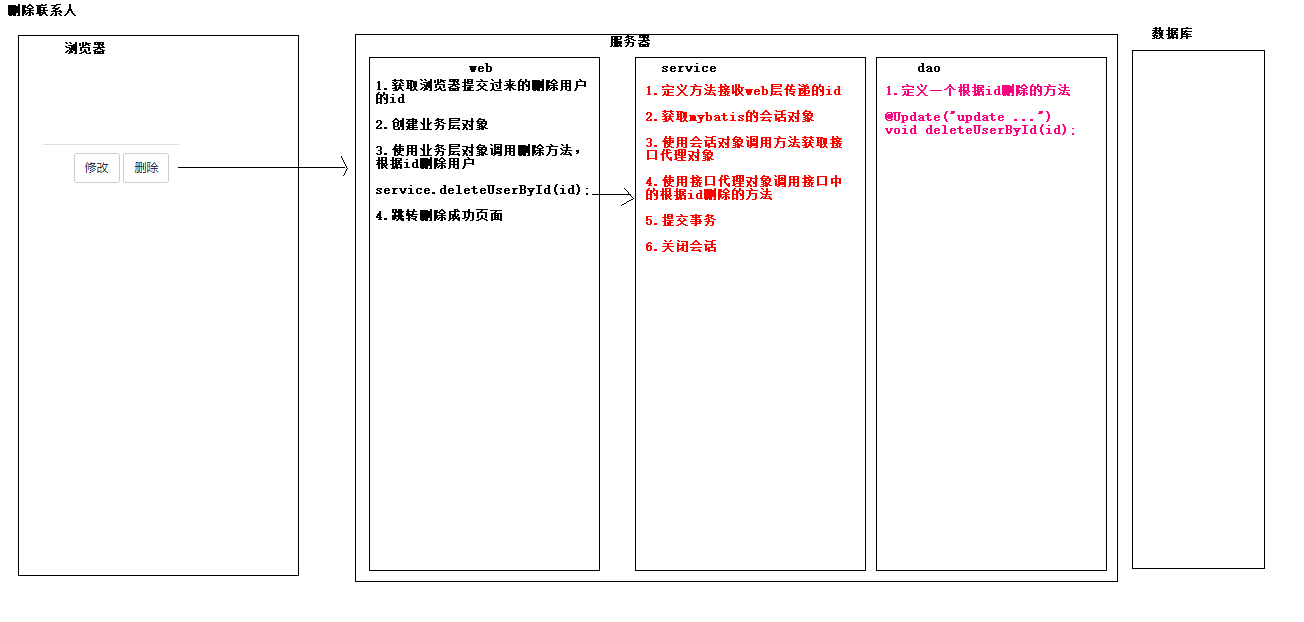 删除联系人
浏览器
修改
删除
服务器
web
1.获取浏览器提交过来的删除用户
的id
2.创建业务层对象
3.使用业务层对象调用删除方法，
根据id删除用户
service.deleteUserById(id);
4.跳转删除成功页面
service
1.定义方法接收web层传递的id
2.获取mybatis的会话对象
3.使用会话对象调用方法获取接
口代理对象
4.使用接口代理对象调用接口中
的根据id删除的方法
5.提交事务
6.关闭会话
dao
1.定义一个根据id删除的方法
@Update("update ...")
void deleteUserById(id);
数据库